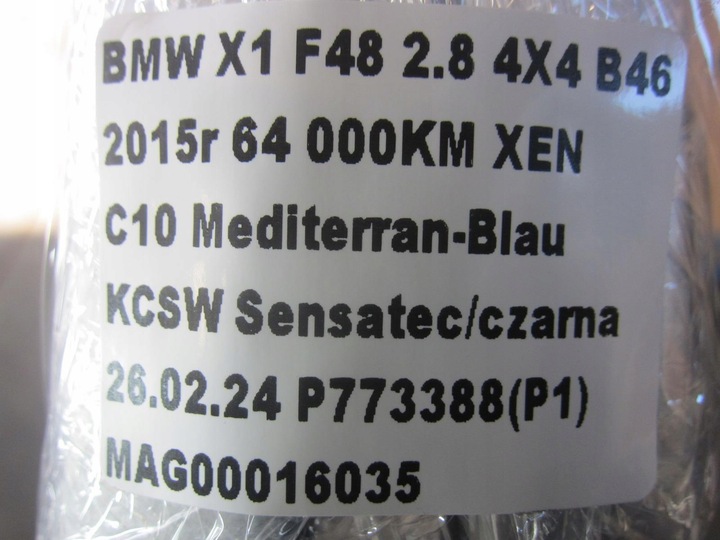 BMW X1 F48 2.8 4X4 B46
2015r 64 000KM XEN
C10 Mediterran-Blau
KCSW Sensatec/czarna
26.02.24 P773388(P1)
MAG00016035